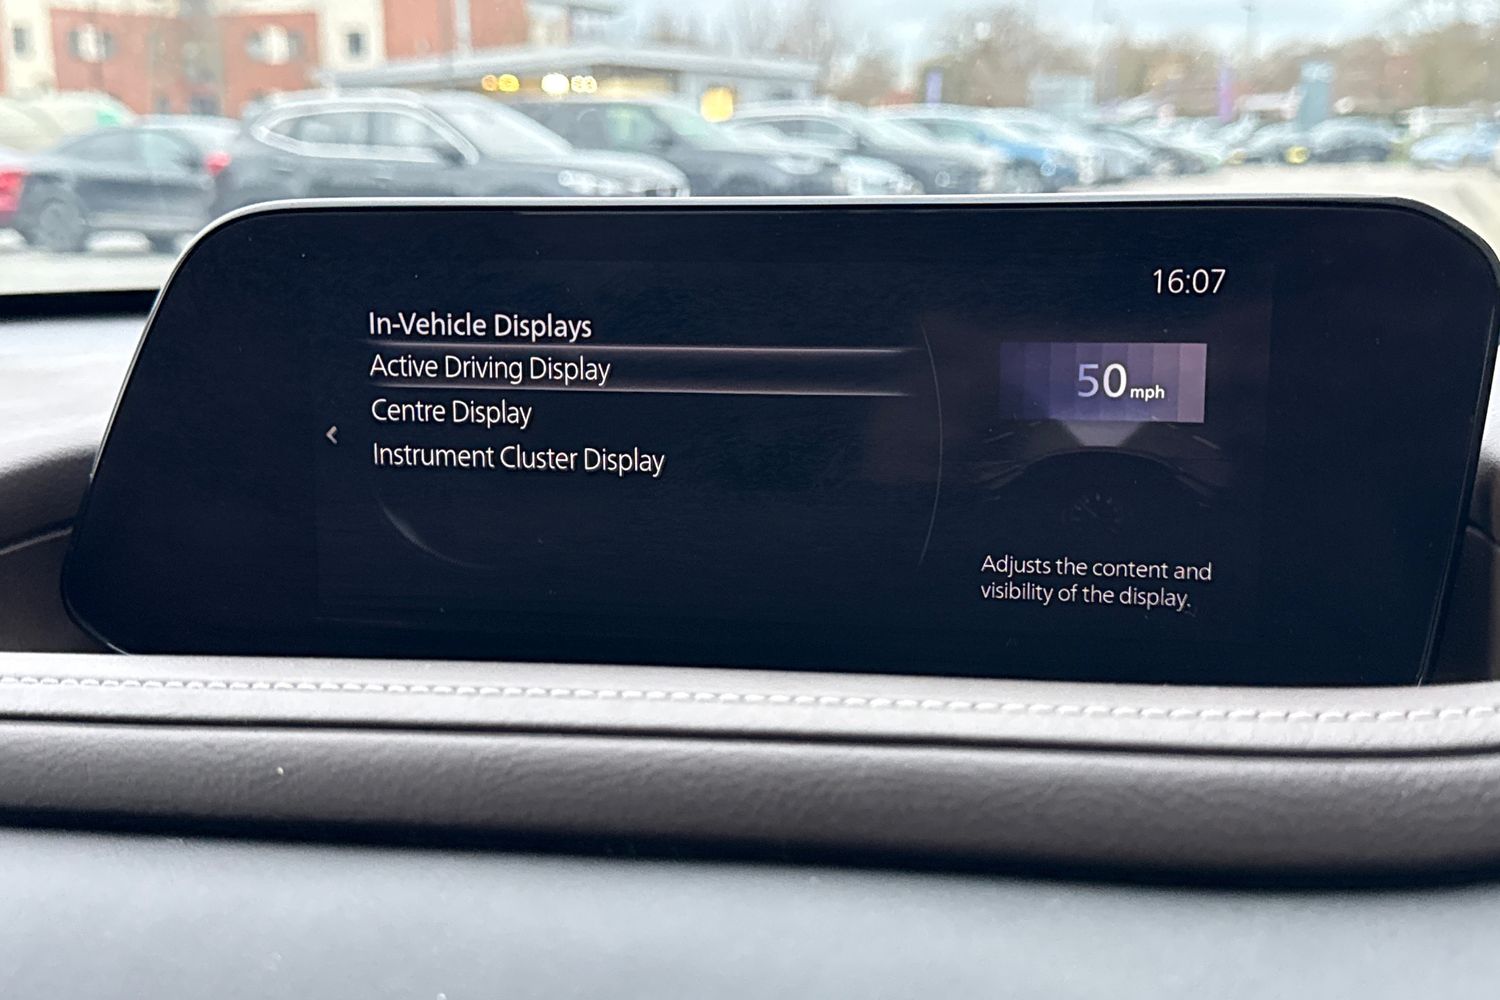 16:07
In-Vehicle Displays
Active Driving Display
Centre Display
Instrument Cluster Display
50 mph
Adjusts the content and
visibility of the display.